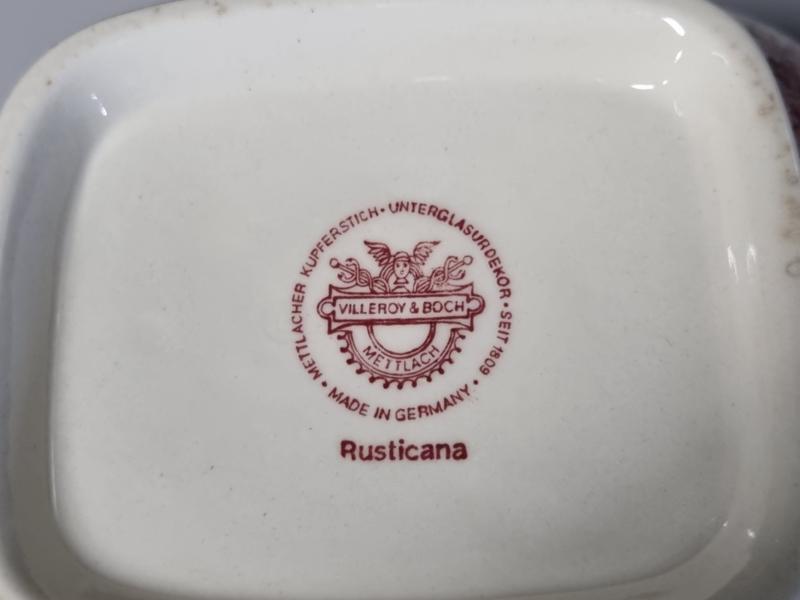 METTLACHER KUPFERSTICH • UNTERGLASURDEKOR • SEIT 1809 •
VILLEROY & BOCH
METTLACH
• MADE IN GERMANY
Rusticana